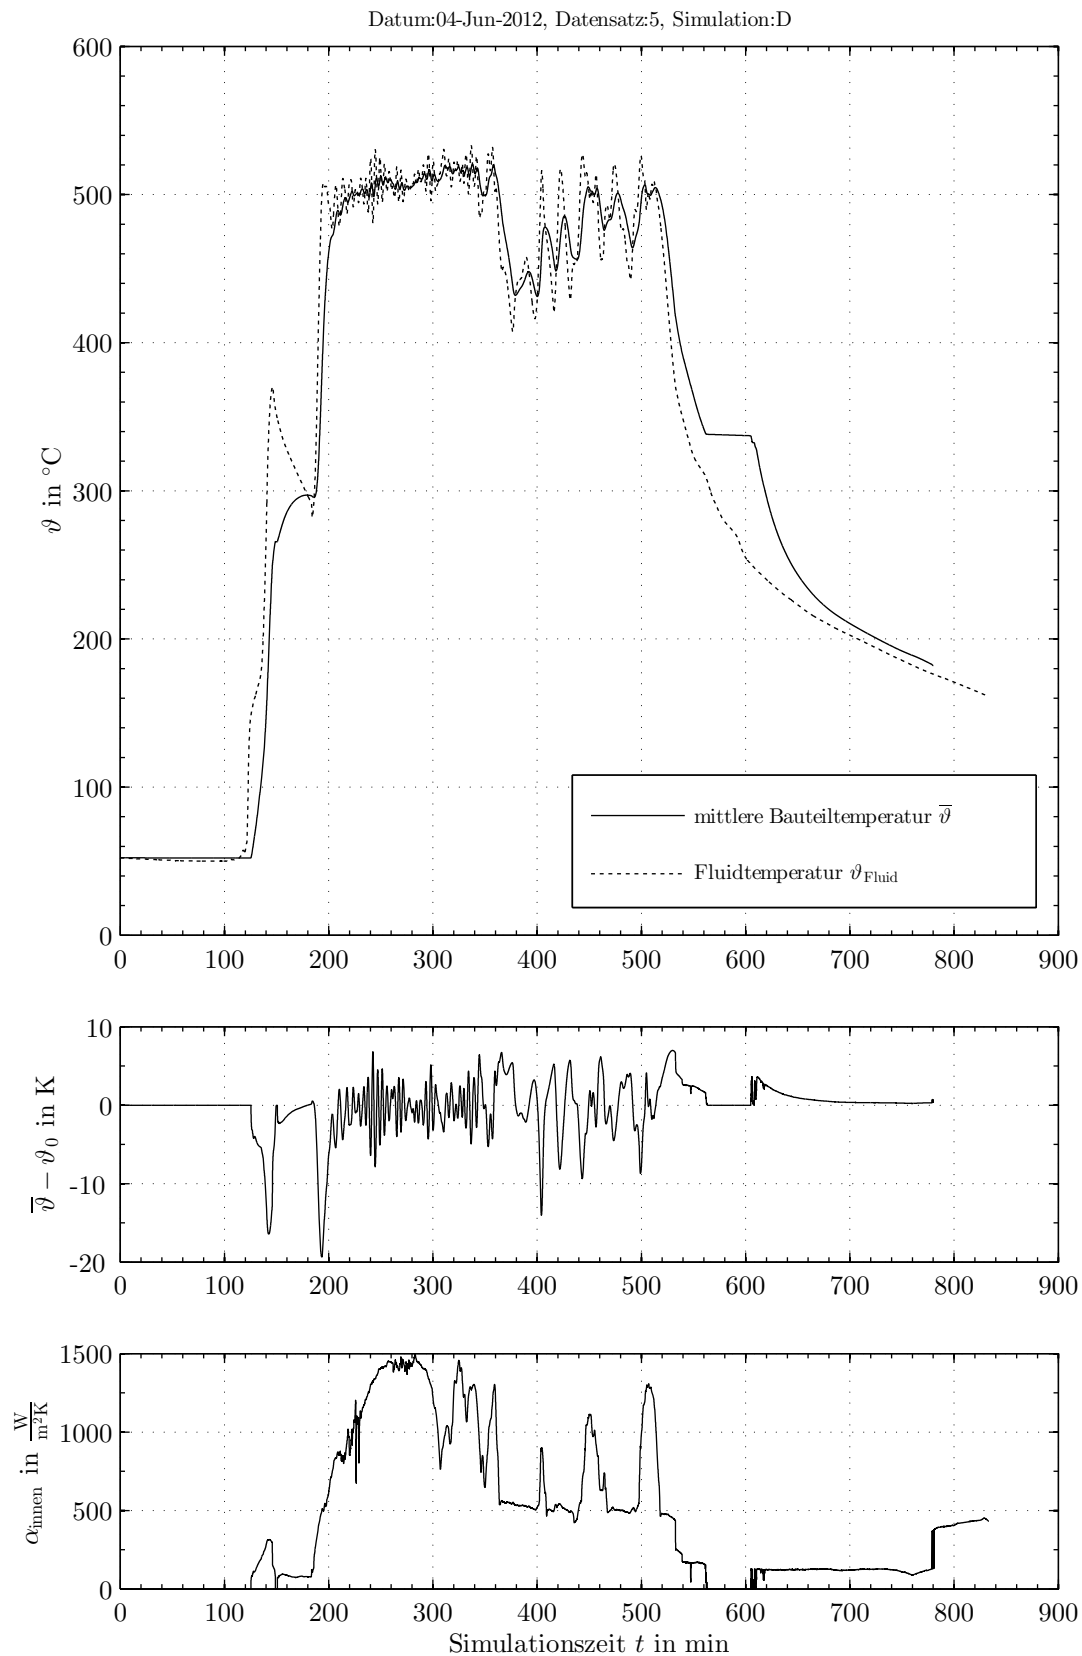 Datum:04-Jun-2012, Datensatz:5, Simulation:D
600
500
400
300
200
100
0
ϑ in °C
mittlere Bauteiltemperatur ϑ̅
Fluidtemperatur ϑ_Fluid
0 100 200 300 400 500 600 700 800 900
10
0
-10
-20
ϑ̅ − ϑ₀ in K
0 100 200 300 400 500 600 700 800 900
1500
1000
500
0
α_innen in W/m²K
0 100 200 300 400 500 600 700 800 900
Simulationszeit t in min